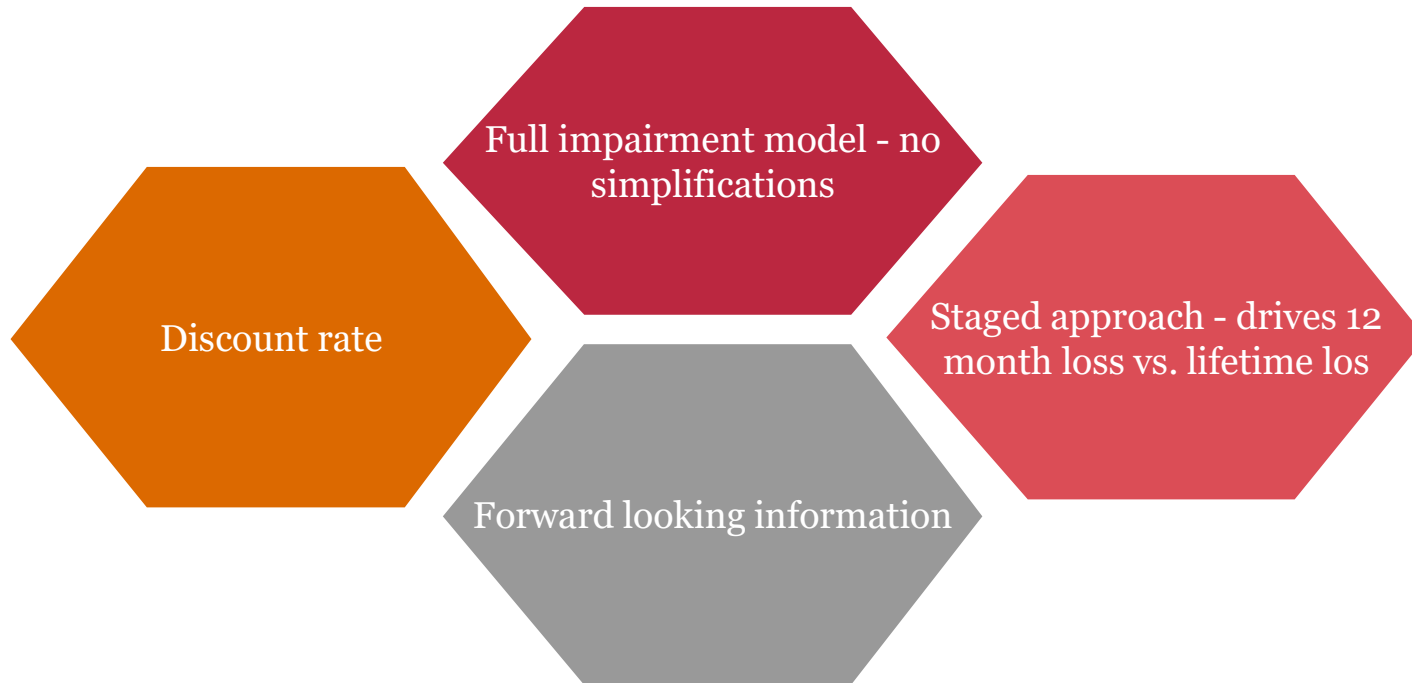 Full impairment model - no
simplifications
Discount rate
Staged approach - drives 12
month loss vs. lifetime los
Forward looking information